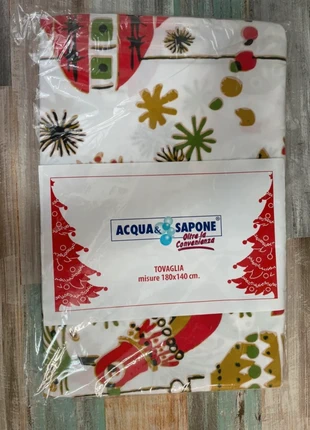 ACQUA & SAPONE
Oltre la
Convenienza
TOVAGLIA
misure 180x140 cm.